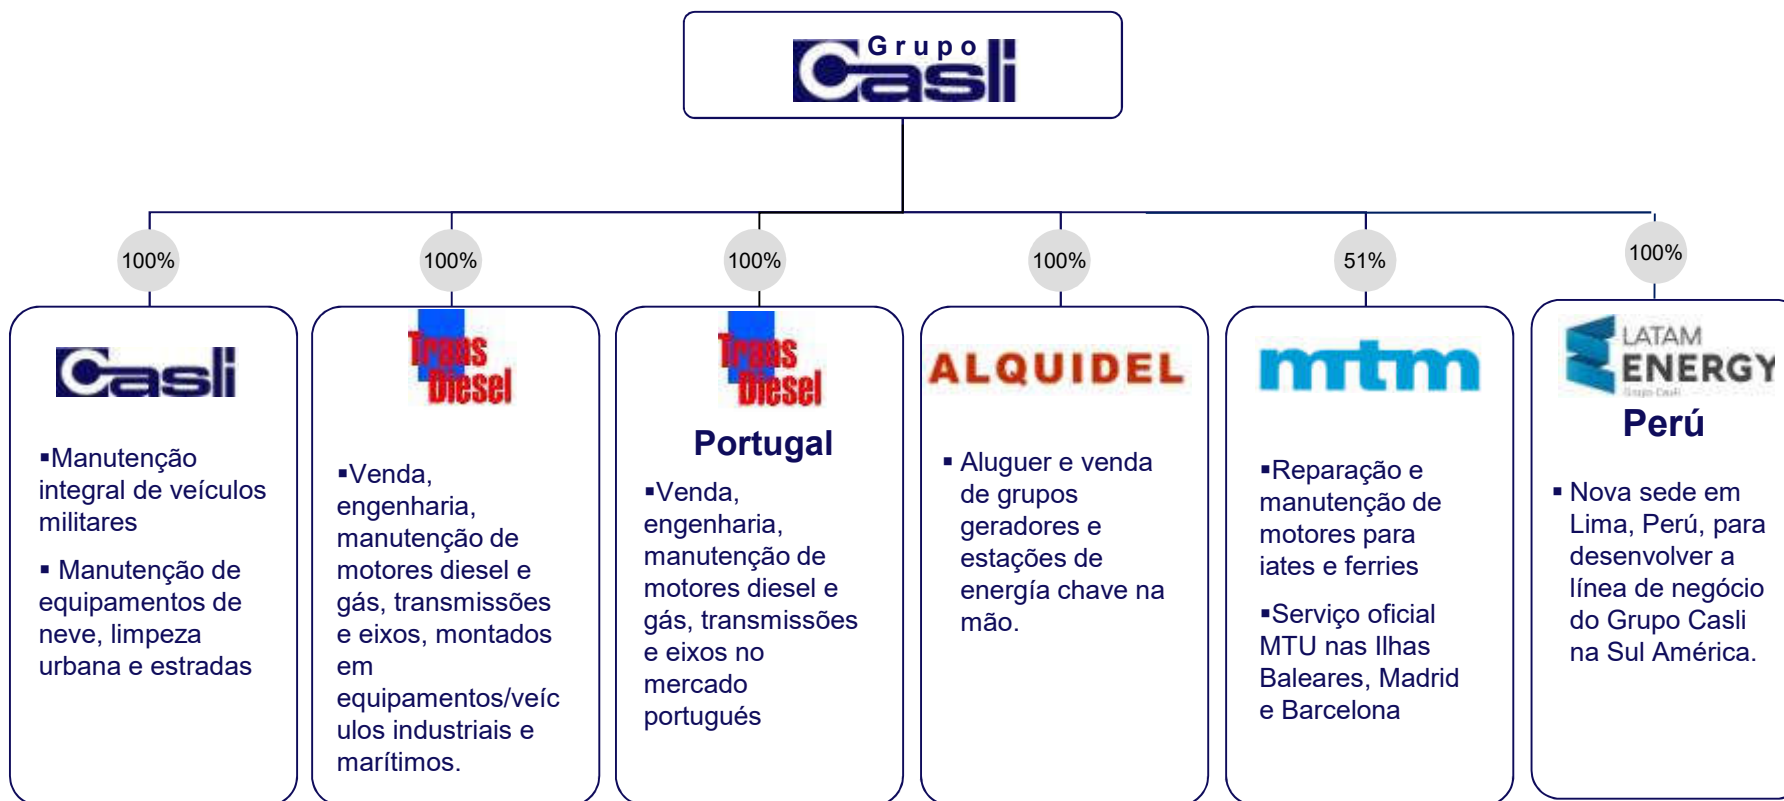 Grupo
Casli
100%
100%
100%
100%
51%
100%
Casli
▪Manutenção
integral de veículos
militares
▪ Manutenção de
equipamentos de
neve, limpeza
urbana e estradas
Trans
Diesel
▪Venda,
engenharia,
manutenção de
motores diesel e
gás, transmissões
e eixos, montados
em
equipamentos/veíc
ulos industriais e
marítimos.
Trans
Diesel
Portugal
▪Venda,
engenharia,
manutenção de
motores diesel e
gás, transmissões
e eixos no
mercado
portugués
ALQUIDEL
▪ Aluguer e venda
de grupos
geradores e
estações de
energía chave na
mão.
mtm
▪Reparação e
manutenção de
motores para
iates e ferries
▪Serviço oficial
MTU nas Ilhas
Baleares, Madrid
e Barcelona
LATAM
ENERGY
Grupo Casli
Perú
▪ Nova sede em
Lima, Perú, para
desenvolver a
línea de negócio
do Grupo Casli
na Sul América.